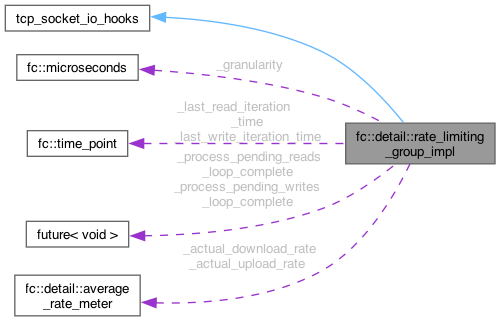 tcp_socket_io_hooks
fc::microseconds
_granularity
_last_read_iteration
_time
_last_write_iteration_time
fc::time_point
fc::detail::rate_limiting
_group_impl
_process_pending_reads
_loop_complete
_process_pending_writes
_loop_complete
future< void >
_actual_download_rate
_actual_upload_rate
fc::detail::average
_rate_meter